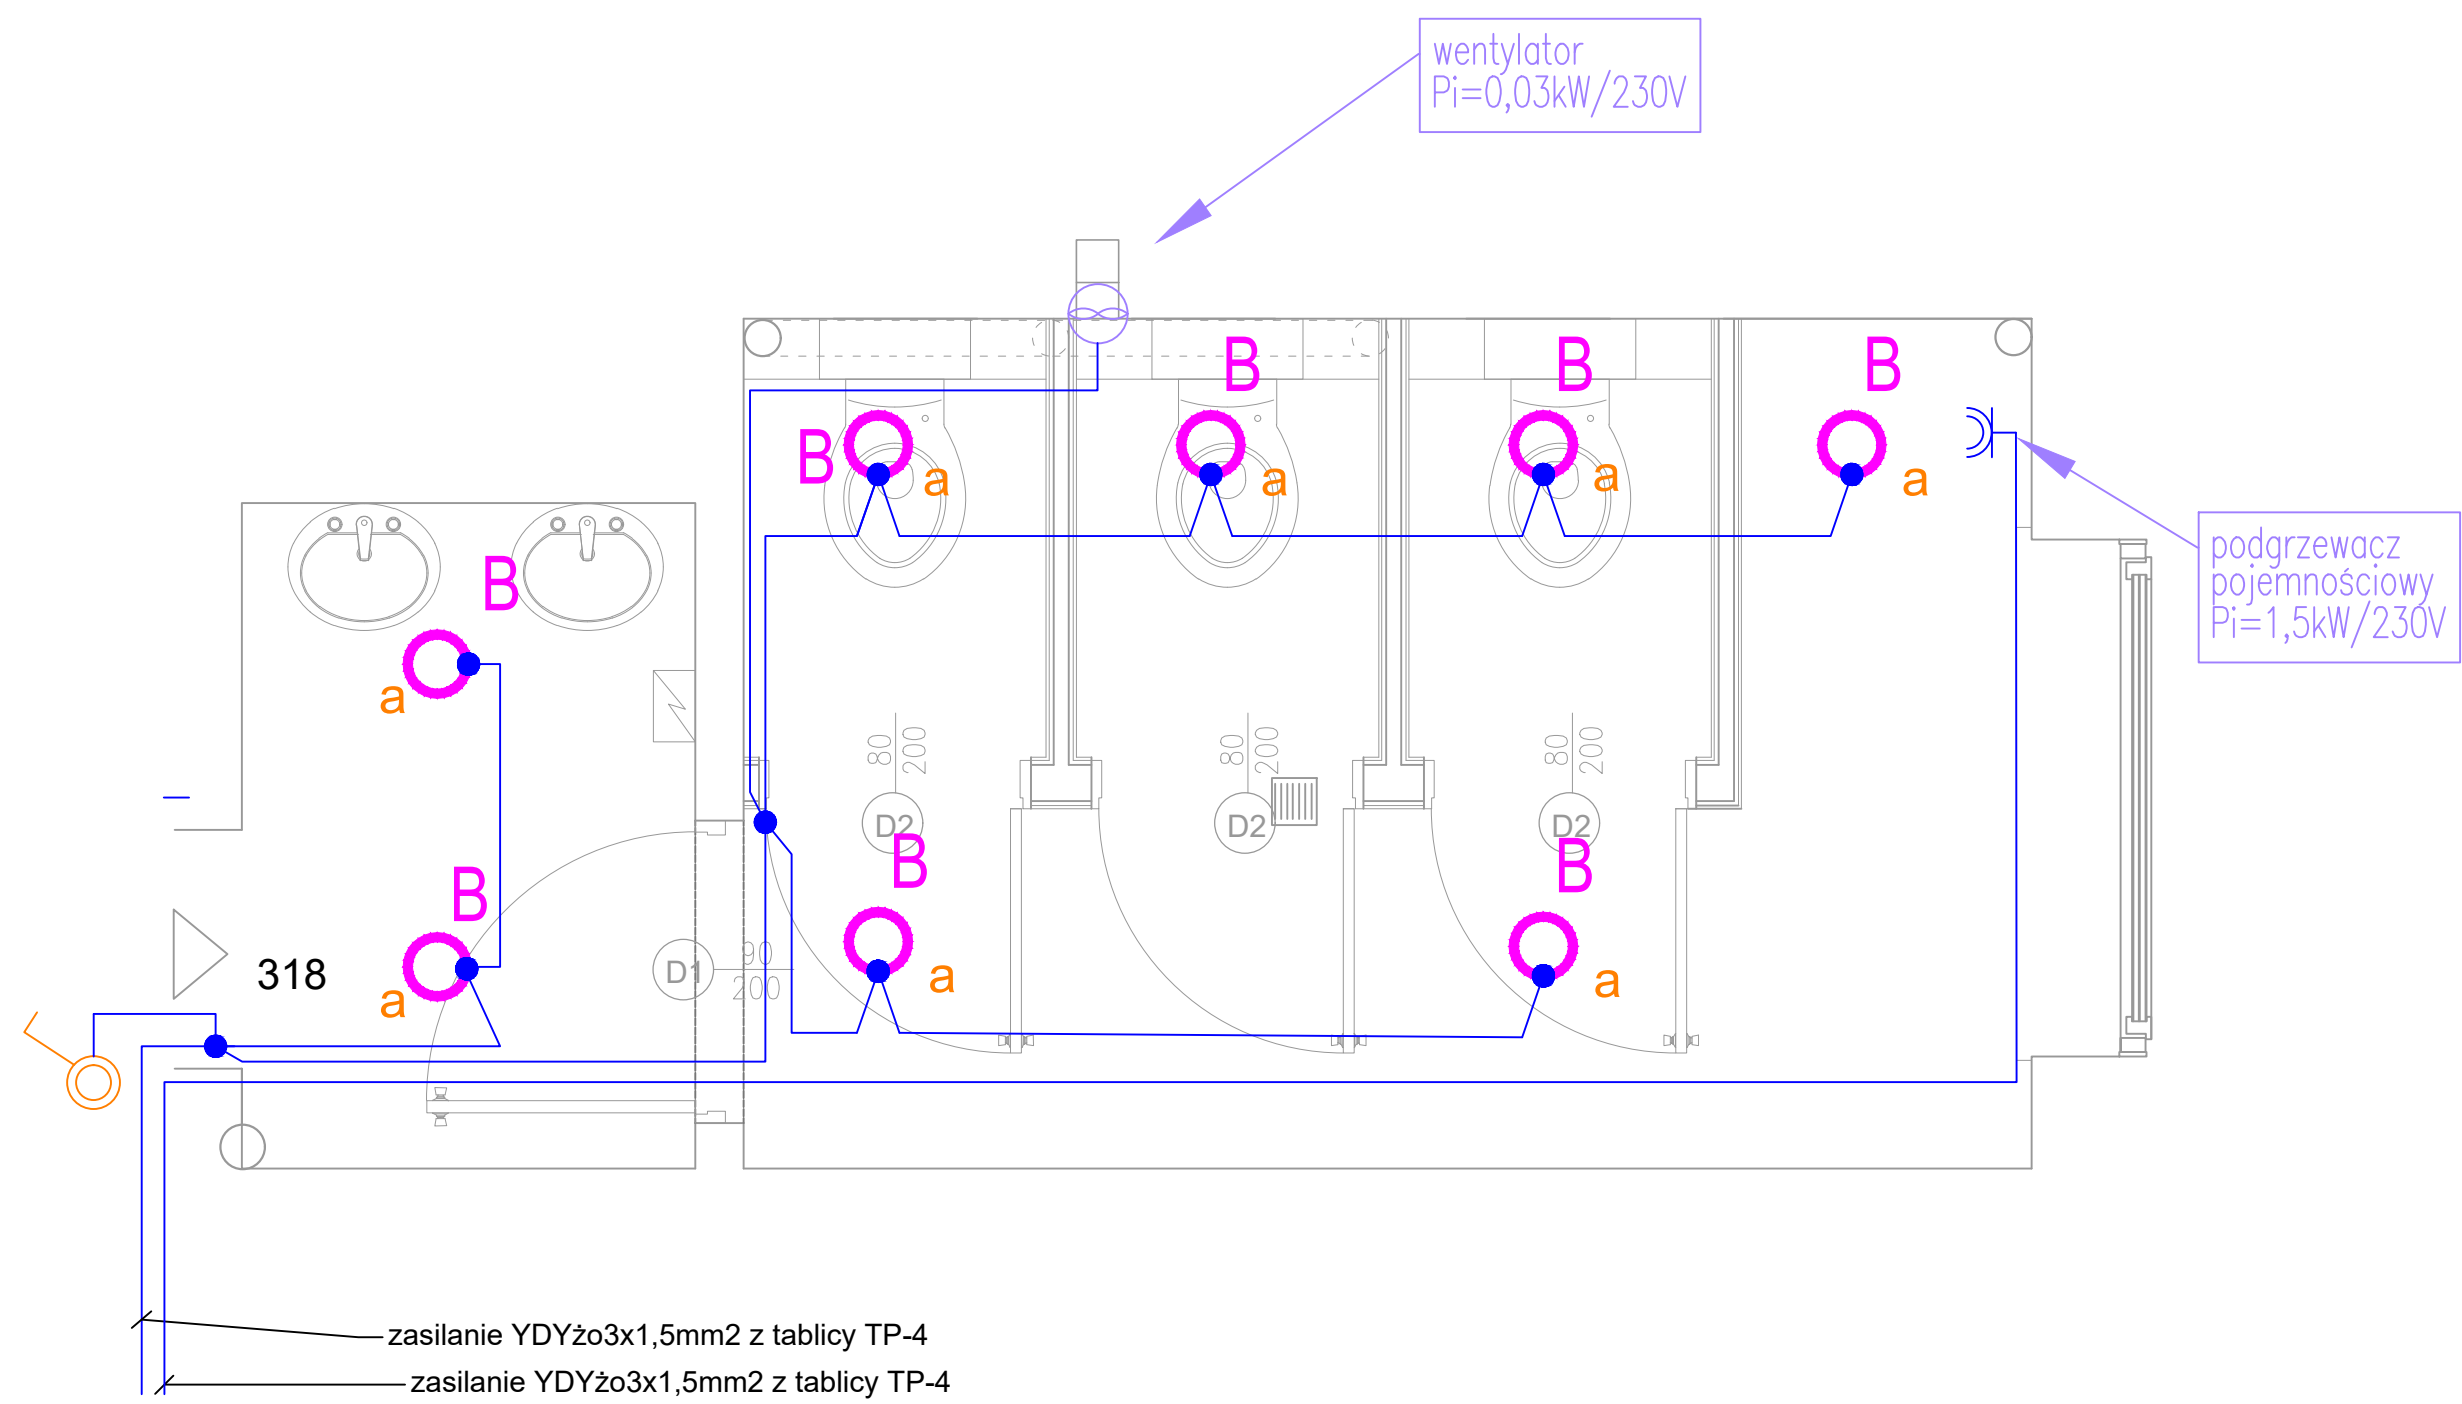 wentylator
Pi=0,03kW/230V
B
B
B
B
a
a
a
a
podgrzewacz
pojemnościowy
Pi=1,5kW/230V
B
a
80
200
80
200
80
200
D2
D2
D2
B
B
B
318
a
D1
90
200
a
a
zasilanie YDYżo3x1,5mm2 z tablicy TP-4
zasilanie YDYżo3x1,5mm2 z tablicy TP-4